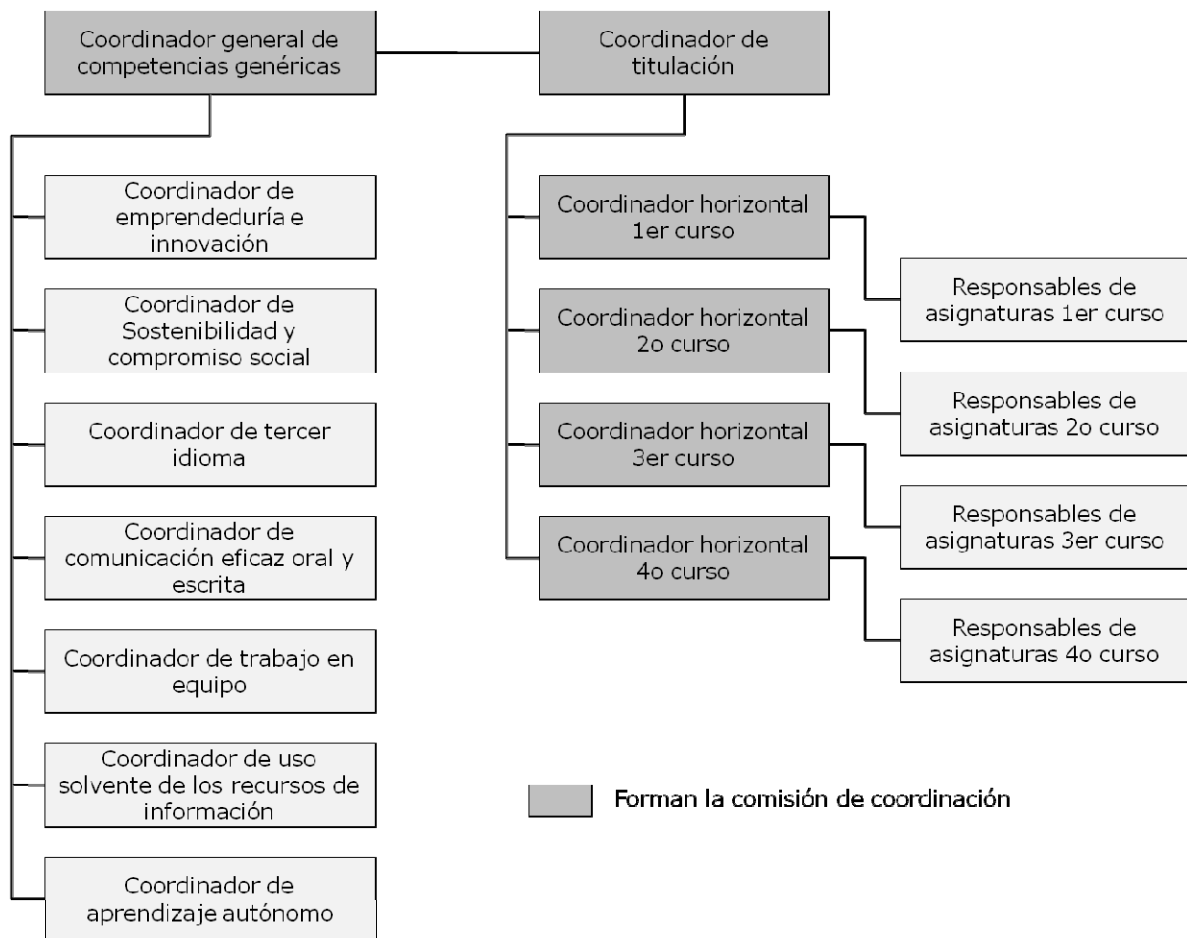 Coordinador general de
competencias genéricas
Coordinador de
titulación
Coordinador de
emprendeduría e
innovación
Coordinador de
Sostenibilidad y
compromiso social
Coordinador de tercer
idioma
Coordinador de
comunicación eficaz oral y
escrita
Coordinador de trabajo en
equipo
Coordinador de uso
solvente de los recursos de
información
Coordinador de
aprendizaje autónomo
Coordinador horizontal
1er curso
Coordinador horizontal
2o curso
Coordinador horizontal
3er curso
Coordinador horizontal
4o curso
Responsables de
asignaturas 1er curso
Responsables de
asignaturas 2o curso
Responsables de
asignaturas 3er curso
Responsables de
asignaturas 4o curso
Forman la comisión de coordinación